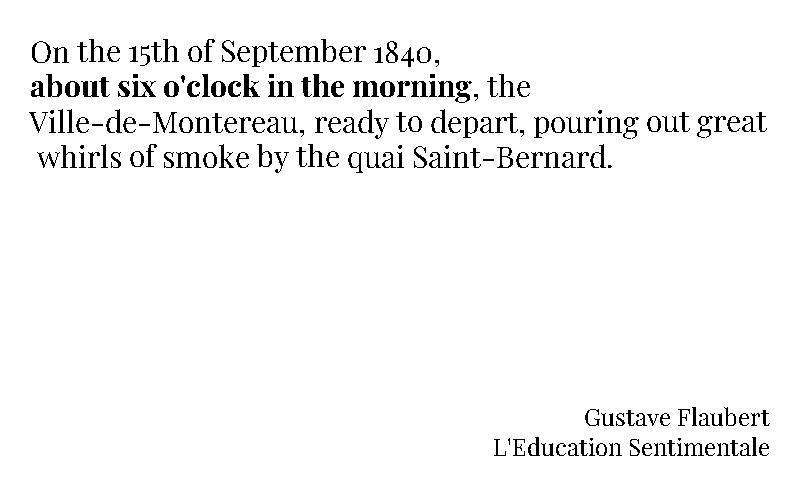 On the 15th of September 1840,
about six o'clock in the morning, the
Ville-de-Montereau, ready to depart, pouring out great
whirls of smoke by the quai Saint-Bernard.
Gustave Flaubert
L'Education Sentimentale